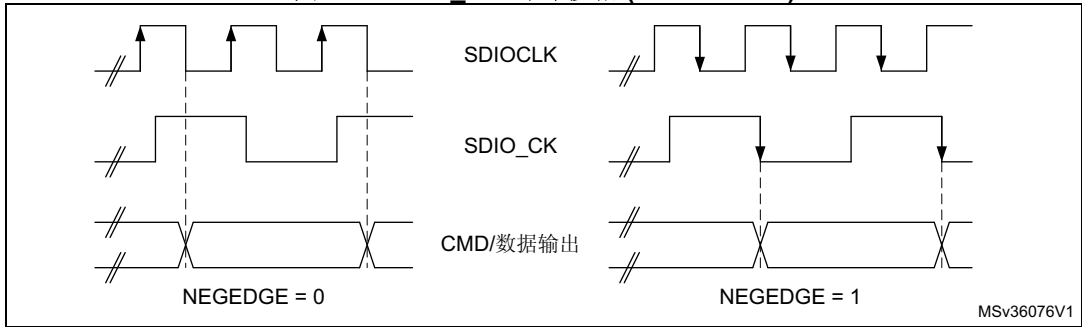 SDIOCLK
SDIO_CK
CMD/数据输出
NEGEDGE = 0
NEGEDGE = 1
MSv36076V1